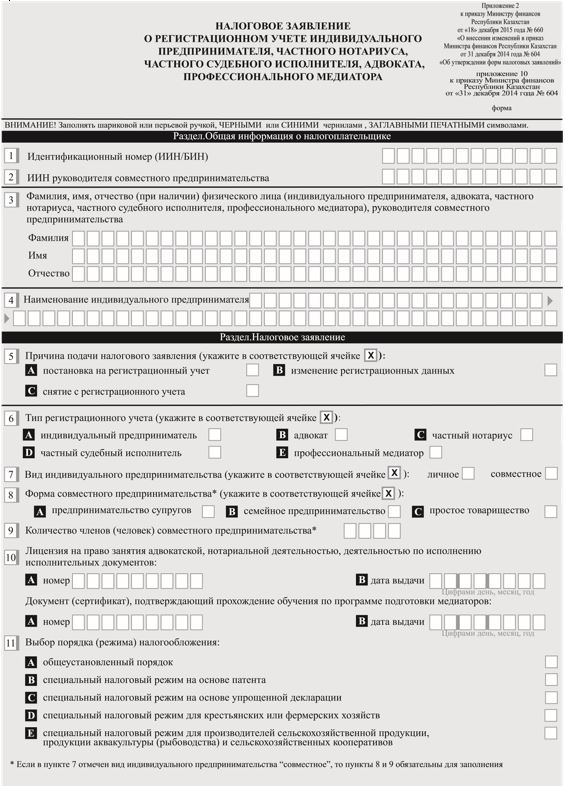 НАЛОГОВОЕ ЗАЯВЛЕНИЕ
О РЕГИСТРАЦИОННОМ УЧЕТЕ ИНДИВИДУАЛЬНОГО
ПРЕДПРИНИМАТЕЛЯ, ЧАСТНОГО НОТАРИУСА,
ЧАСТНОГО СУДЕБНОГО ИСПОЛНИТЕЛЯ, АДВОКАТА,
ПРОФЕССИОНАЛЬНОГО МЕДИАТОРА
Приложение 2
к приказу Министру финансов
Республики Казахстан
от «18» декабря 2015 года № 660
«О внесении изменений в приказ
Министра финансов Республики Казахстан
от 31 декабря 2014 года № 604
«Об утверждении форм налоговых заявлений»
приложение 10
к приказу Министра финансов
Республики Казахстан
от «31» декабря 2014 года № 604
форма
ВНИМАНИЕ! Заполнять шариковой или перьевой ручкой, ЧЕРНЫМИ или СИНИМИ чернилами , ЗАГЛАВНЫМИ ПЕЧАТНЫМИ символами.
Раздел.Общая информация о налогоплательщике
1 Идентификационный номер (ИИН/БИН)
2 ИИН руководителя совместного предпринимательства
3 Фамилия, имя, отчество (при наличии) физического лица (индивидуального предпринимателя, адвоката, частного
нотариуса, частного судебного исполнителя, профессионального медиатора), руководителя совместного
предпринимательства
Фамилия
Имя
Отчество
4 Наименование индивидуального предпринимателя
Раздел.Налоговое заявление
5 Причина подачи налогового заявления (укажите в соответствующей ячейке X ):
A постановка на регистрационный учет B изменение регистрационных данных
C снятие с регистрационного учета
6 Тип регистрационного учета (укажите в соответствующей ячейке X ):
A индивидуальный предприниматель B адвокат C частный нотариус
D частный судебный исполнитель E профессиональный медиатор
7 Вид индивидуального предпринимательства (укажите в соответствующей ячейке X ): личное совместное
8 Форма совместного предпринимательства* (укажите в соответствующей ячейке X ):
A предпринимательство супругов B семейное предпринимательство C простое товарищество
9 Количество членов (человек) совместного предпринимательства*
10 Лицензия на право занятия адвокатской, нотариальной деятельностью, деятельностью по исполнению
исполнительных документов:
A номер B дата выдачи
Цифрами день, месяц, год
Документ (сертификат), подтверждающий прохождение обучения по программе подготовки медиаторов:
A номер B дата выдачи
Цифрами день, месяц, год
11 Выбор порядка (режима) налогообложения:
A общеустановленный порядок
B специальный налоговый режим на основе патента
C специальный налоговый режим на основе упрощенной декларации
D специальный налоговый режим для крестьянских или фермерских хозяйств
E специальный налоговый режим для производителей сельскохозяйственной продукции,
продукции аквакультуры (рыбоводства) и сельскохозяйственных кооперативов
* Если в пункте 7 отмечен вид индивидуального предпринимательства “совместное”, то пункты 8 и 9 обязательны для заполнения